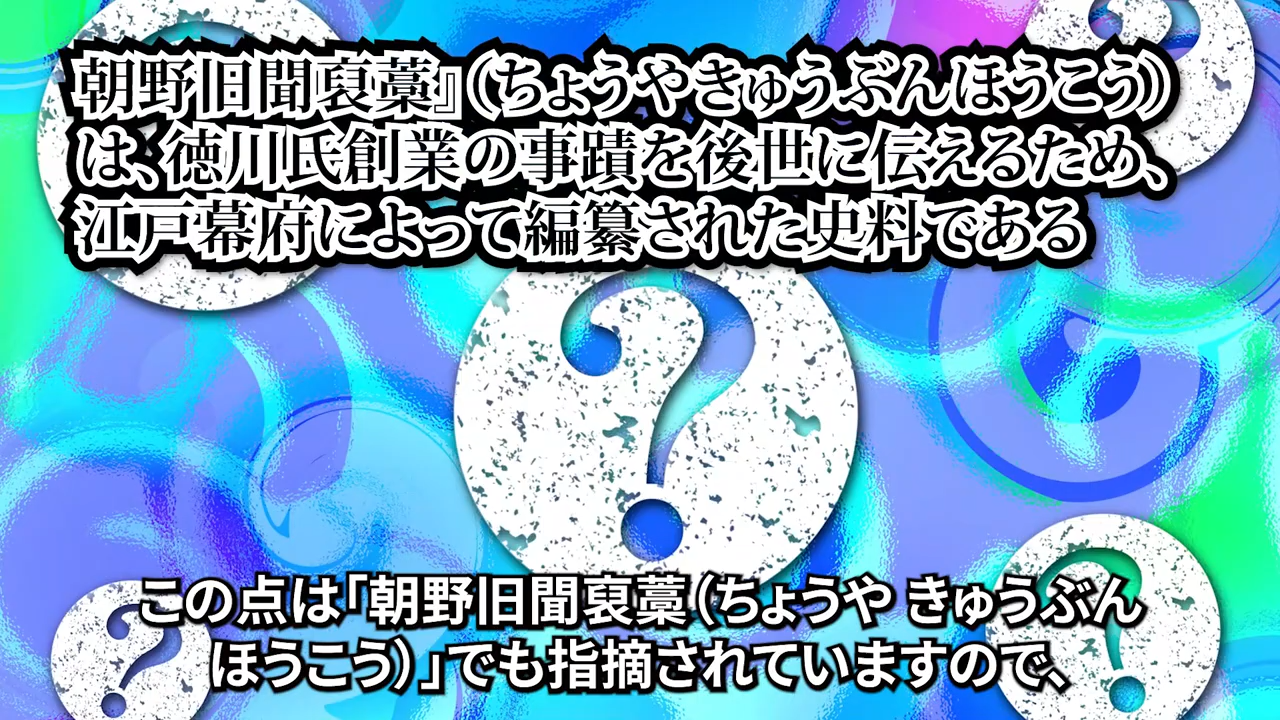 朝野旧聞裒藁』（ちょうやきゅうぶんほうこう）
は、徳川氏創業の事蹟を後世に伝えるため、
江戸幕府によって編纂された史料である
この点は「朝野旧聞裒藁（ちょうや きゅうぶん
ほうこう）」でも指摘されていますので、